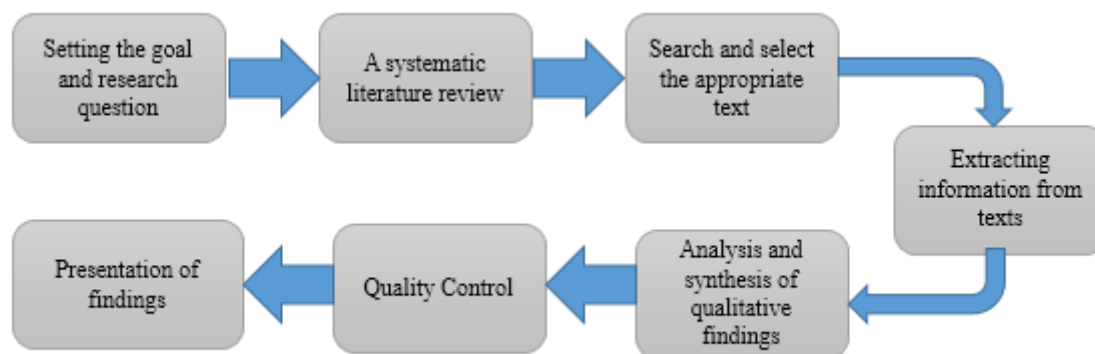 Setting the goal
and research
question
A systematic
literature review
Search and select
the appropriate
text
Extracting
information from
texts
Analysis and
synthesis of
qualitative
findings
Quality Control
Presentation of
findings